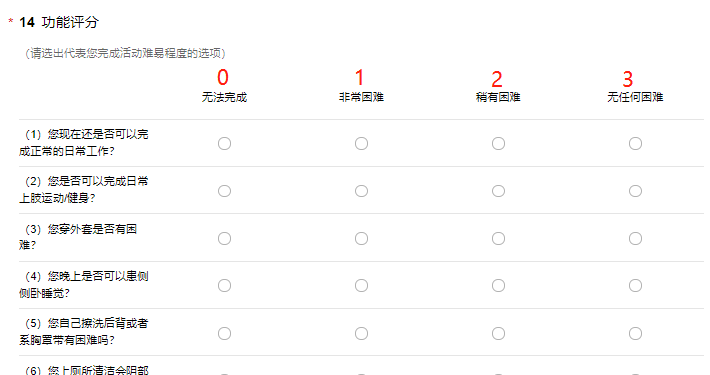 * 14 功能评分
（请选出代表您完成活动难易程度的选项）
0 1 2 3
无法完成 非常困难 稍有困难 无任何困难
（1）您现在还是否可以完
成正常的日常工作？
（2）您是否可以完成日常
上肢运动/健身？
（3）您穿外套是否有困
难？
（4）您晚上是否可以患侧
侧卧睡觉？
（5）您自己擦洗后背或者
系胸罩带有困难吗？
（6）您上厕所清洁会阴部